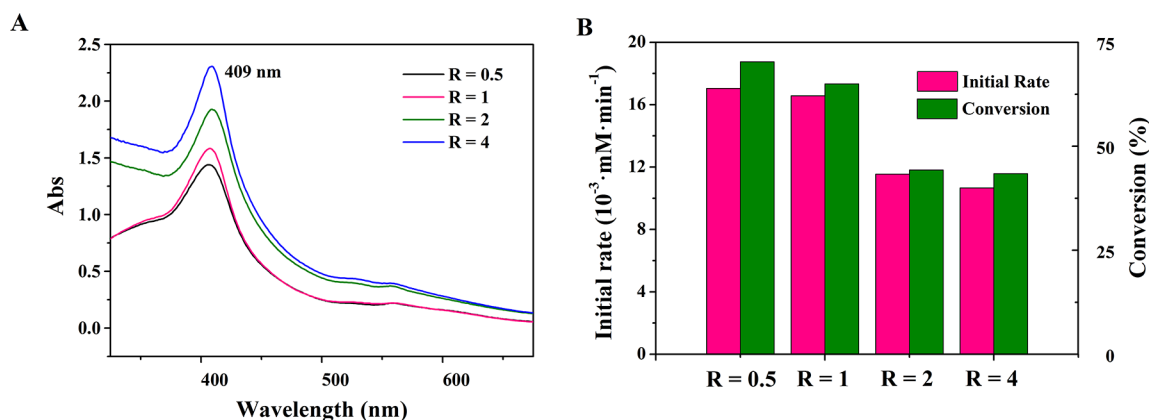 A
Abs
2.5
2.0
1.5
1.0
0.5
0.0
409 nm
R = 0.5
R = 1
R = 2
R = 4
400
500
600
Wavelength (nm)
B
Initial rate (10⁻³·mM·min⁻¹)
20
16
12
8
4
0
Initial Rate
Conversion
75
50
25
0
Conversion (%)
R = 0.5
R = 1
R = 2
R = 4